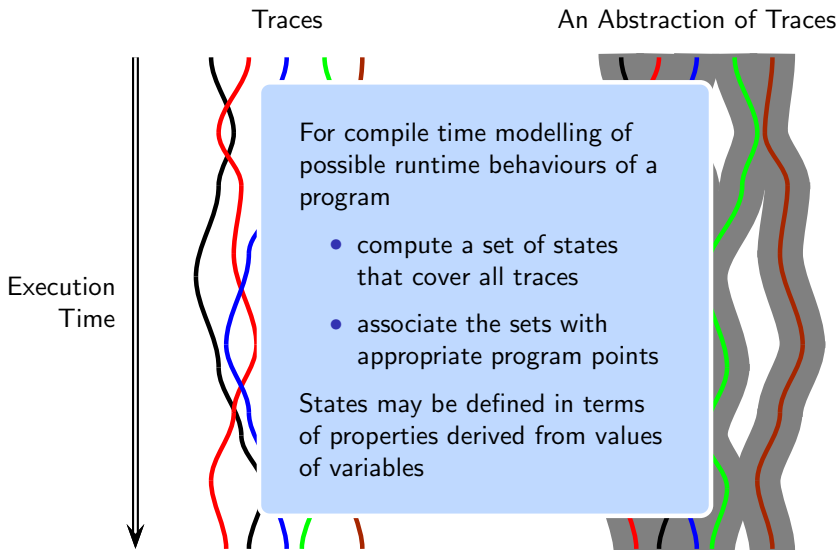 Traces
An Abstraction of Traces
Execution
Time
For compile time modelling of
possible runtime behaviours of a
program
• compute a set of states
that cover all traces
• associate the sets with
appropriate program points
States may be defined in terms
of properties derived from values
of variables